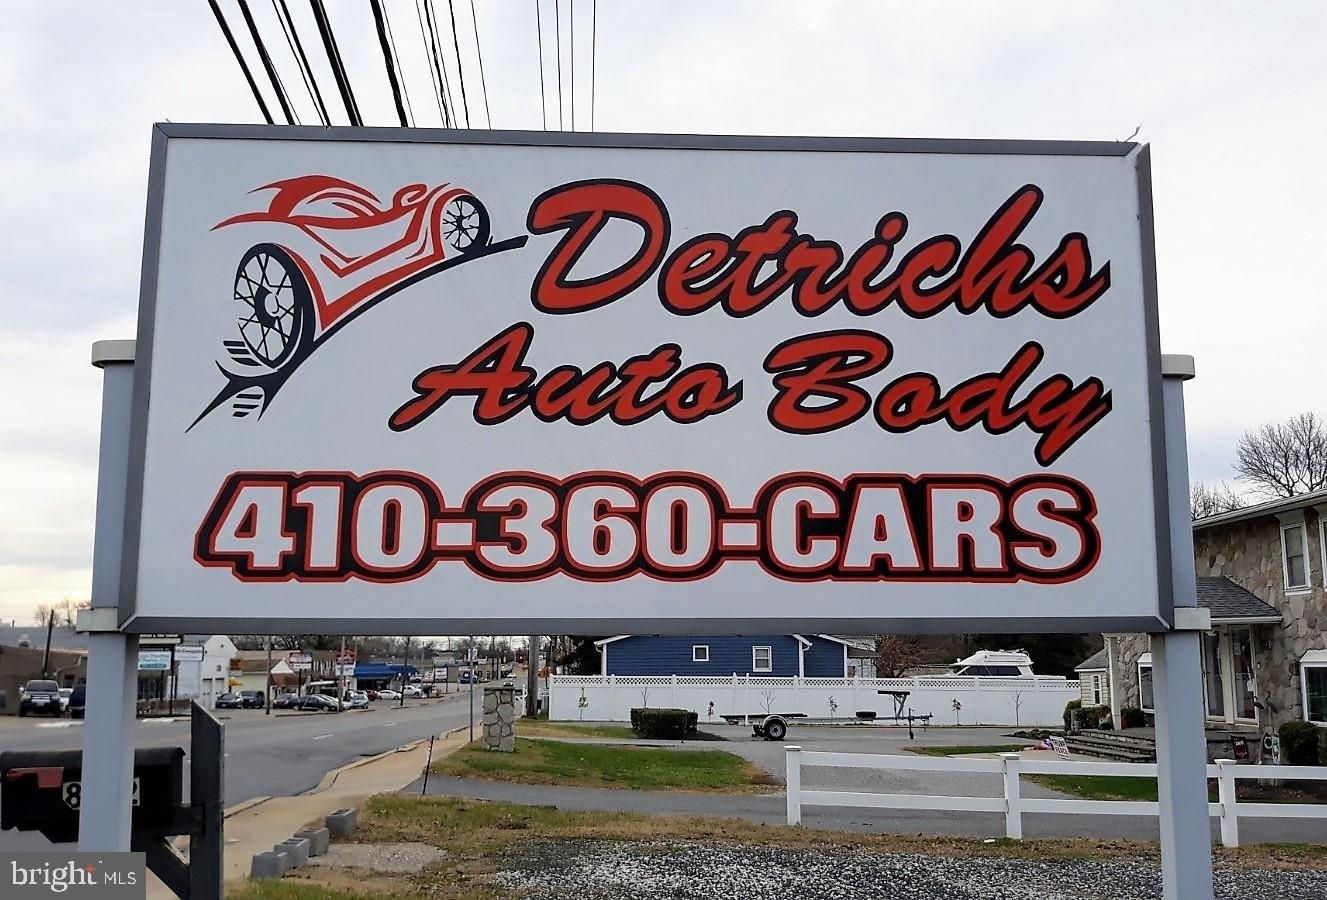 Detrichs
Auto Body
410-360-CARS
bright MLS